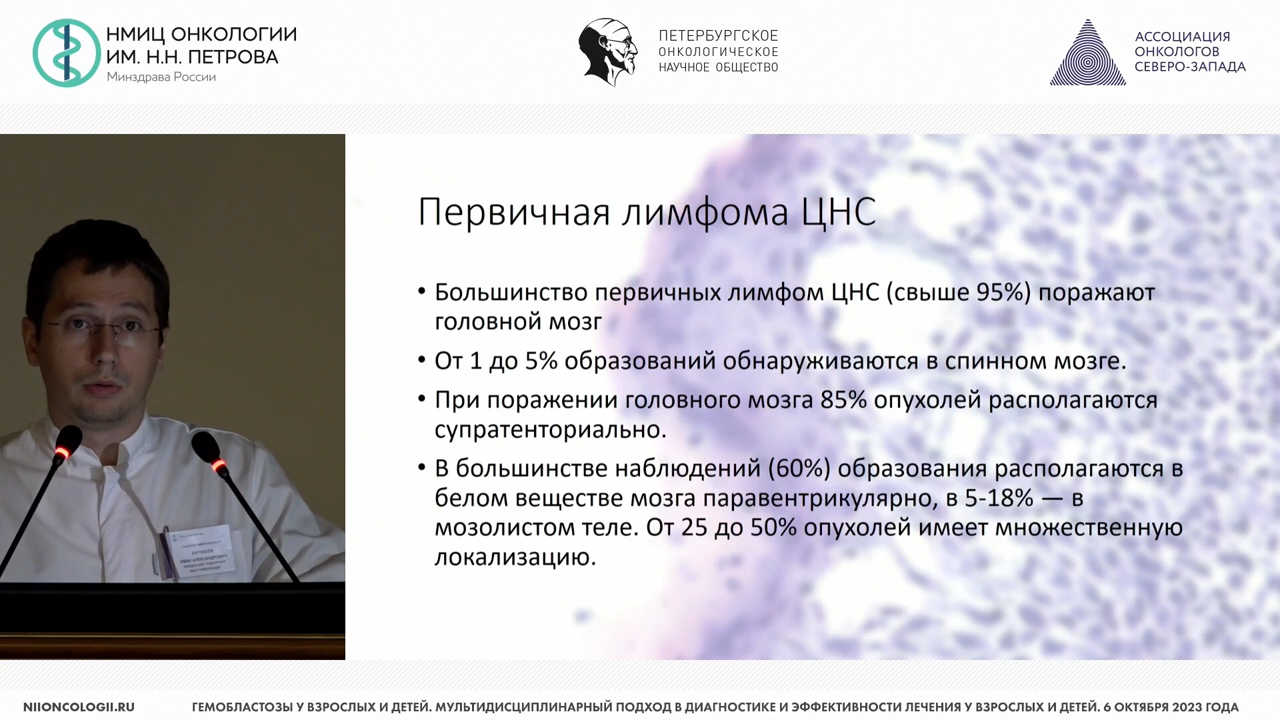 НМИЦ ОНКОЛОГИИ
ИМ. Н.Н. ПЕТРОВА
Минздрава России
ПЕТЕРБУРГСКОЕ
ОНКОЛОГИЧЕСКОЕ
НАУЧНОЕ ОБЩЕСТВО
АССОЦИАЦИЯ
ОНКОЛОГОВ
СЕВЕРО-ЗАПАДА
Первичная лимфома ЦНС
• Большинство первичных лимфом ЦНС (свыше 95%) поражают
головной мозг
• От 1 до 5% образований обнаруживаются в спинном мозге.
• При поражении головного мозга 85% опухолей располагаются
супратенториально.
• В большинстве наблюдений (60%) образования располагаются в
белом веществе мозга паравентрикулярно, в 5-18% — в
мозолистом теле. От 25 до 50% опухолей имеет множественную
локализацию.
NIIONCOLOGII.RU
ГЕМОБЛАСТОЗЫ У ВЗРОСЛЫХ И ДЕТЕЙ. МУЛЬТИДИСЦИПЛИНАРНЫЙ ПОДХОД В ДИАГНОСТИКЕ И ЭФФЕКТИВНОСТИ ЛЕЧЕНИЯ У ВЗРОСЛЫХ И ДЕТЕЙ. 6 ОКТЯБРЯ 2023 ГОДА